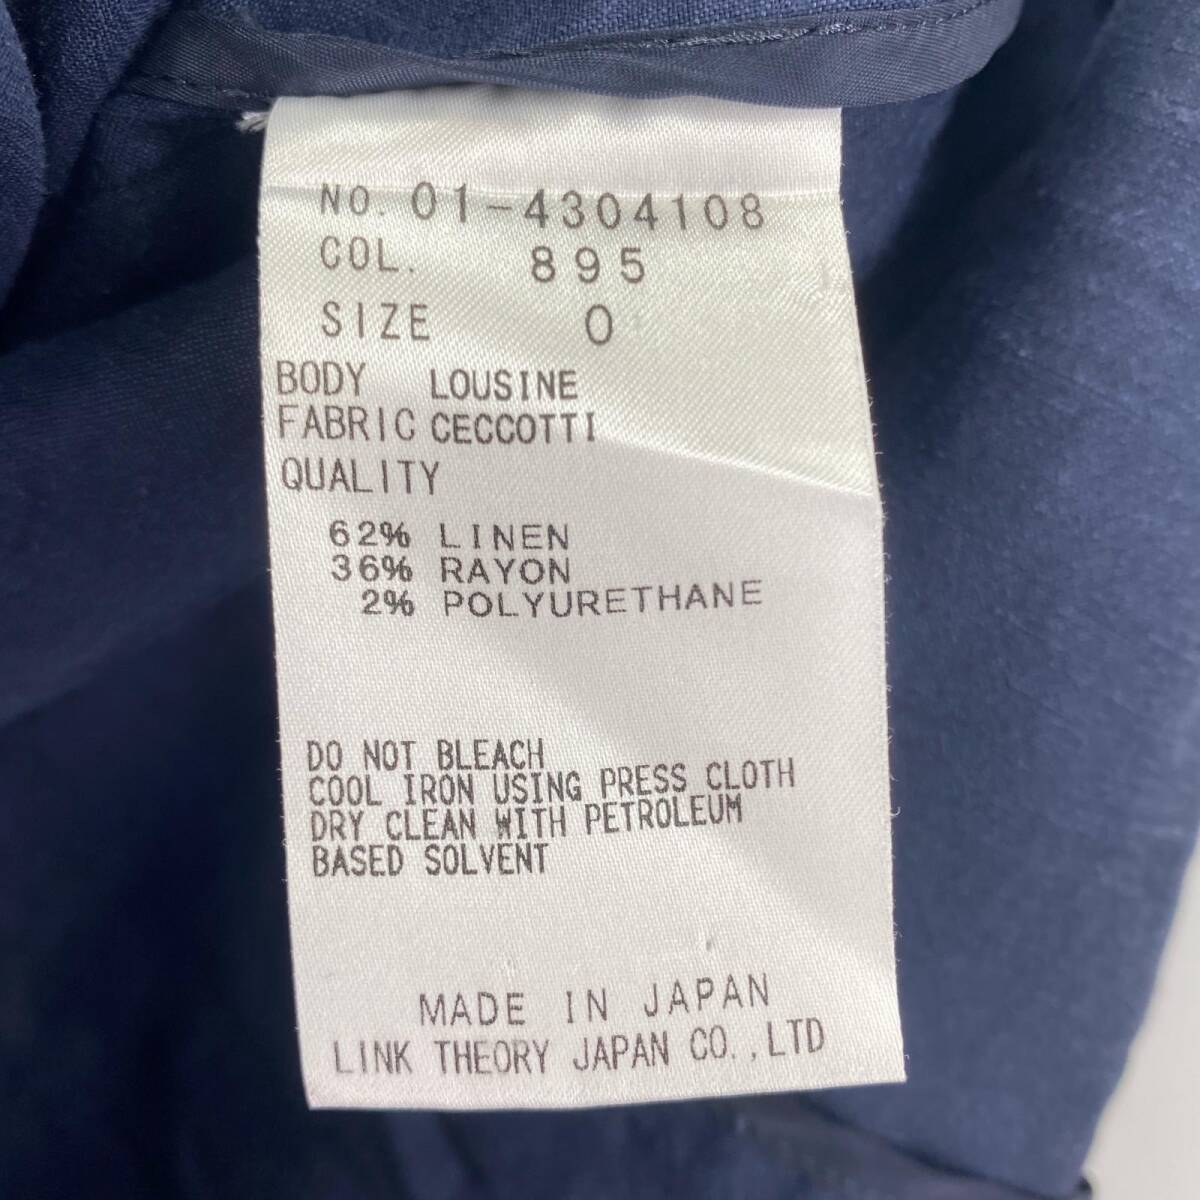 NO. 01-4304108
COL. 895
SIZE 0
BODY LOUSINE
FABRIC CECCOTTI
QUALITY
62% LINEN
36% RAYON
2% POLYURETHANE
DO NOT BLEACH
COOL IRON USING PRESS CLOTH
DRY CLEAN WITH PETROLEUM
BASED SOLVENT
MADE IN JAPAN
LINK THEORY JAPAN CO.,LTD